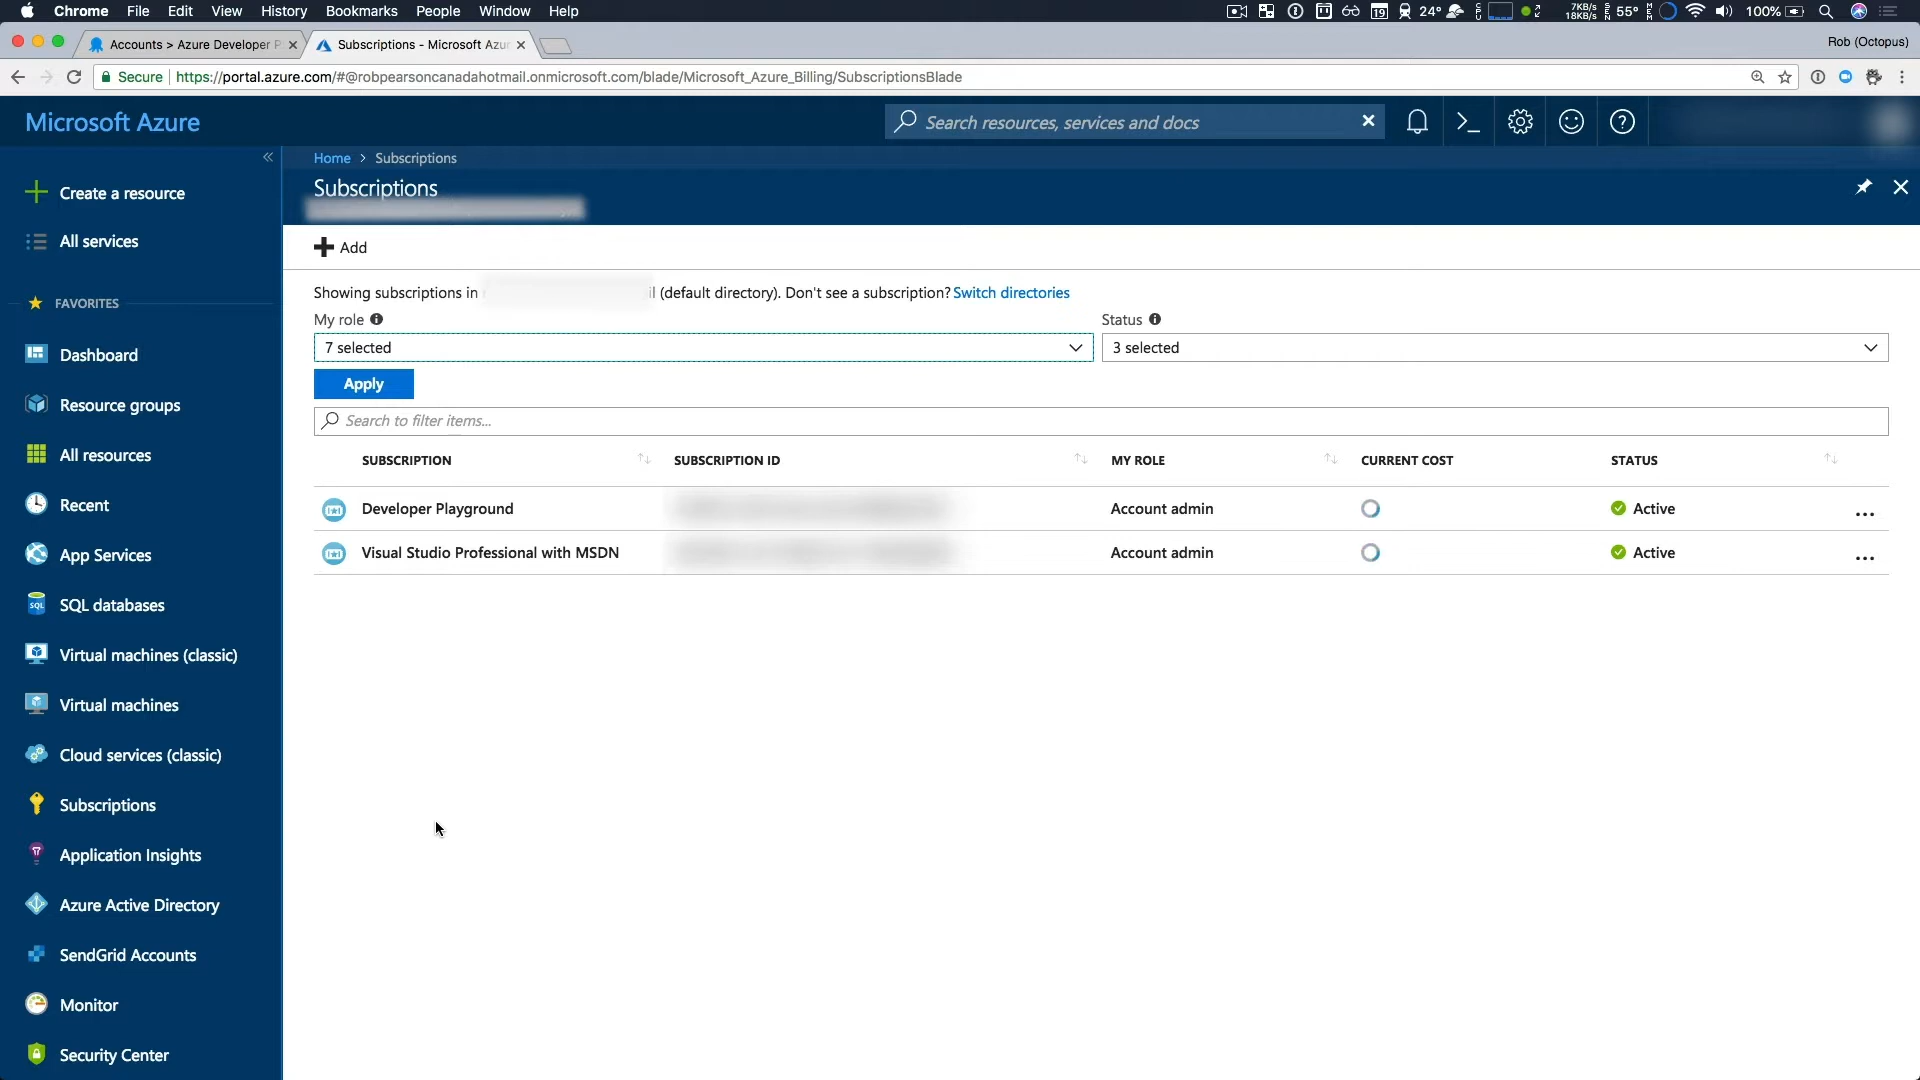 Chrome File Edit View History Bookmarks People Window Help
19 24° 7KB/s 18KB/s 55° 100%
Accounts > Azure Developer P
Subscriptions - Microsoft Azur
Rob (Octopus)
Secure https://portal.azure.com/#@robpearsoncanadahotmail.onmicrosoft.com/blade/Microsoft_Azure_Billing/SubscriptionsBlade
Microsoft Azure
Search resources, services and docs
Create a resource
All services
FAVORITES
Dashboard
Resource groups
All resources
Recent
App Services
SQL databases
Virtual machines (classic)
Virtual machines
Cloud services (classic)
Subscriptions
Application Insights
Azure Active Directory
SendGrid Accounts
Monitor
Security Center
Home > Subscriptions
Subscriptions
Add
Showing subscriptions in il (default directory). Don't see a subscription? Switch directories
My role
7 selected
Status
3 selected
Apply
Search to filter items...
SUBSCRIPTION SUBSCRIPTION ID MY ROLE CURRENT COST STATUS
Developer Playground Account admin Active ...
Visual Studio Professional with MSDN Account admin Active ...